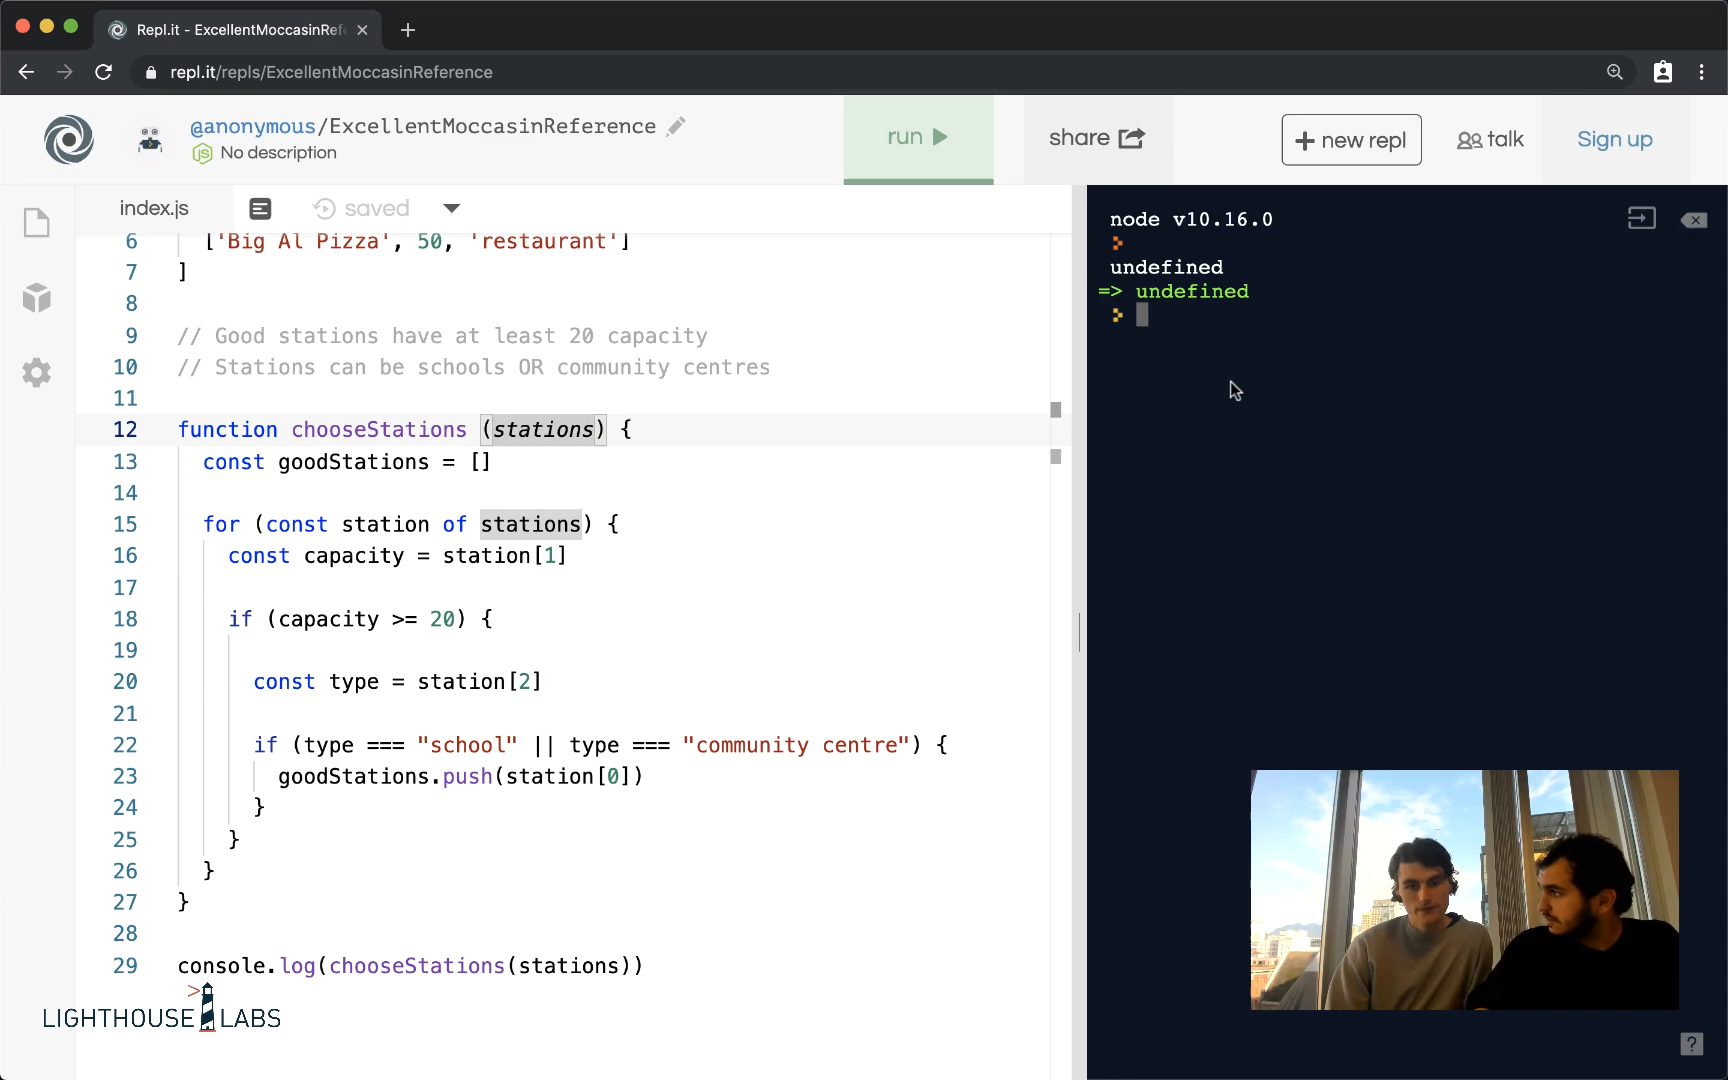 Repl.it - ExcellentMoccasinRef
repl.it/repls/ExcellentMoccasinReference
@anonymous/ExcellentMoccasinReference
No description
run
share
+ new repl
talk
Sign up
index.js
saved
6 ['Big Al Pizza', 50, 'restaurant']
7 ]
8
9 // Good stations have at least 20 capacity
10 // Stations can be schools OR community centres
11
12 function chooseStations (stations) {
13 const goodStations = []
14
15 for (const station of stations) {
16 const capacity = station[1]
17
18 if (capacity >= 20) {
19
20 const type = station[2]
21
22 if (type === "school" || type === "community centre") {
23 goodStations.push(station[0])
24 }
25 }
26 }
27 }
28
29 console.log(chooseStations(stations))
LIGHTHOUSE LABS
node v10.16.0
undefined
=> undefined
?